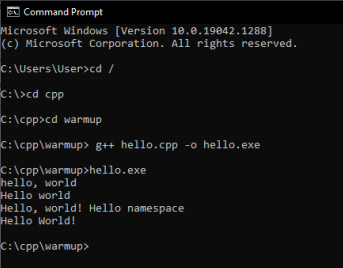 Command Prompt
Microsoft Windows [Version 10.0.19042.1288]
(c) Microsoft Corporation. All rights reserved.
C:\Users\User>cd /
C:\>cd cpp
C:\cpp>cd warmup
C:\cpp\warmup> g++ hello.cpp -o hello.exe
C:\cpp\warmup>hello.exe
hello, world
Hello world
Hello, world! Hello namespace
Hello World!
C:\cpp\warmup>